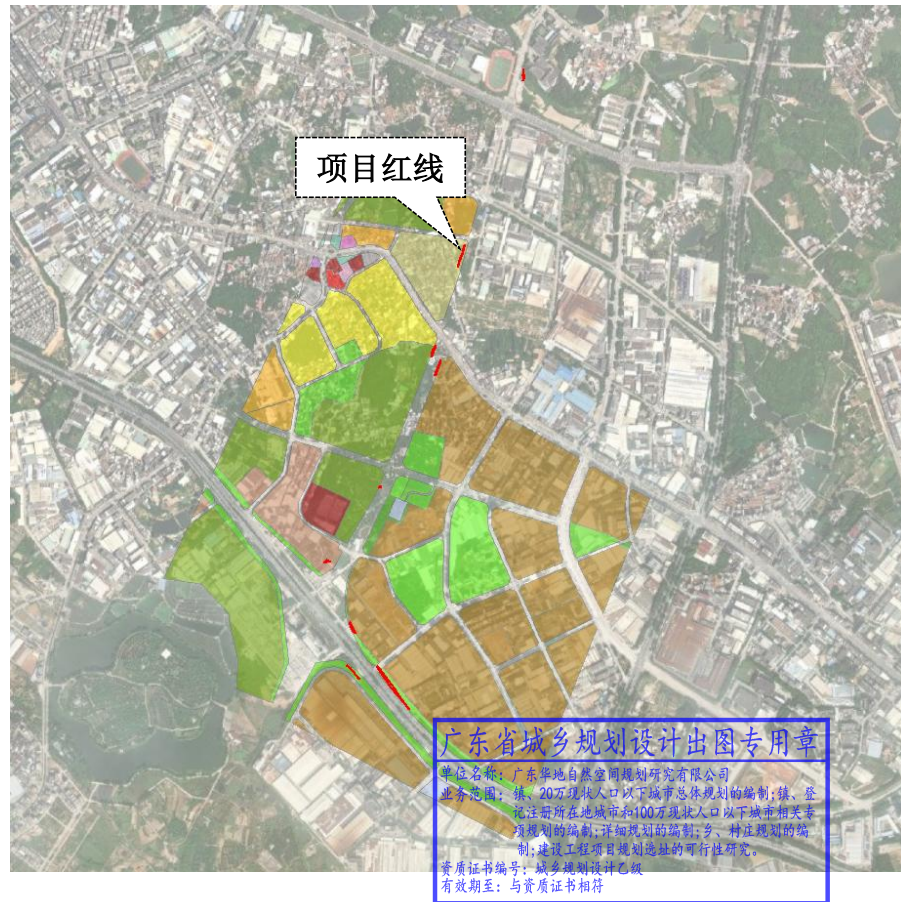 项目红线
广东省城乡规划设计出图专用章
单位名称：广东华地自然空间规划研究有限公司
业务范围：镇、20万现状人口以下城市总体规划的编制;镇、登
记注册所在地城市和100万现状人口以下城市相关专
项规划的编制;详细规划的编制;乡、村庄规划的编
制;建设工程项目规划选址的可行性研究。
资质证书编号：城乡规划设计乙级
有效期至：与资质证书相符